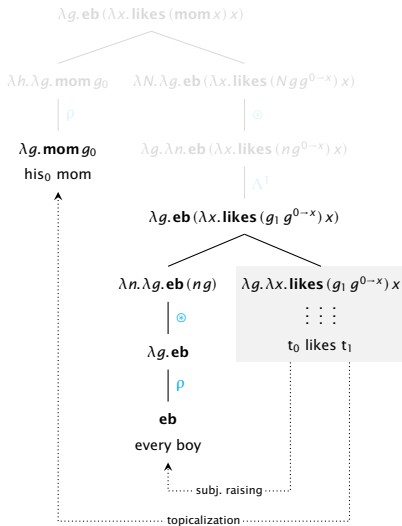 λg.eb (λx.likes (mom x) x)
λh.λg.mom g₀ λN.λg.eb (λx.likes (N g g⁰→ˣ) x)
ρ ⊛
λg.mom g₀ λg.λn.eb (λx.likes (n g⁰→ˣ) x)
his₀ mom
Λ¹
λg.eb (λx.likes (g₁ g⁰→ˣ) x)
λn.λg.eb (n g) λg.λx.likes (g₁ g⁰→ˣ) x
⊛
λg.eb t₀ likes t₁
ρ
eb
every boy
subj. raising
topicalization